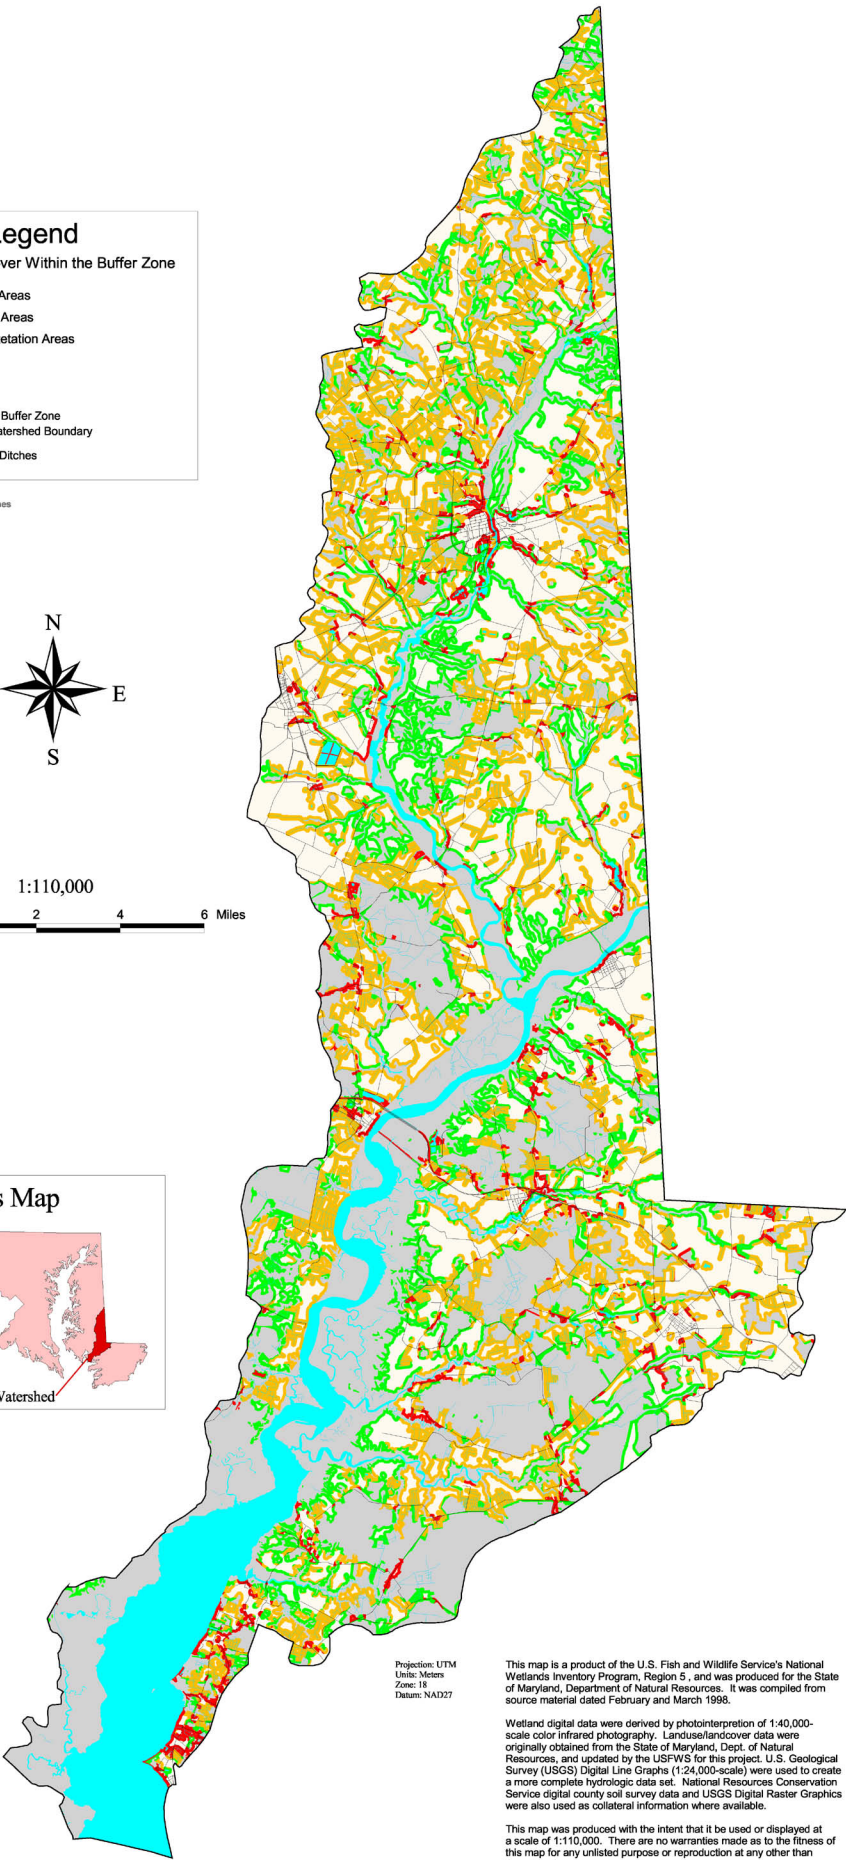 egend
ver Within the Buffer Zone
Areas
Areas
etation Areas
Buffer Zone
atershed Boundary
Ditches
N
E
S
1:110,000
2 4 6 Miles
s Map
Watershed
Projection: UTM
Units: Meters
Zone: 18
Datum: NAD27
This map is a product of the U.S. Fish and Wildlife Service's National
Wetlands Inventory Program, Region 5 , and was produced for the State
of Maryland, Department of Natural Resources. It was compiled from
source material dated February and March 1998.
Wetland digital data were derived by photointerpretion of 1:40,000-
scale color infrared photography. Landuse/landcover data were
originally obtained from the State of Maryland, Dept. of Natural
Resources, and updated by the USFWS for this project. U.S. Geological
Survey (USGS) Digital Line Graphs (1:24,000-scale) were used to create
a more complete hydrologic data set. National Resources Conservation
Service digital county soil survey data and USGS Digital Raster Graphics
were also used as collateral information where available.
This map was produced with the intent that it be used or displayed at
a scale of 1:110,000. There are no warranties made as to the fitness of
this map for any unlisted purpose or reproduction at any other than